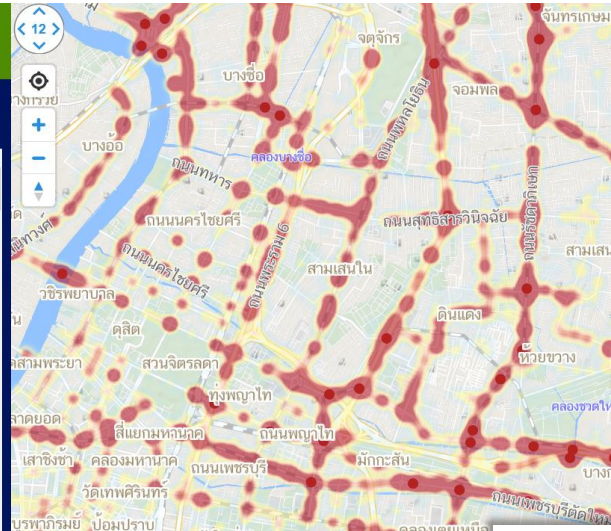 12
จันทรเกษม
จตุจักร
บางซื่อ
จอมพล
บางกรวย
บางอ้อ
คลองบางซื่อ
ถนนพหลโยธิน
ถนนทหาร
ถนนนครไชยศรี
ถนนสุทธิสารวินิจฉัย
ถนนรัชดาภิเษก
สามเสน
ถนนนครไชยศรี
ถนนพระรามที่ 6
สามเสนใน
วชิรพยาบาล
ดุสิต
ดินแดง
สวนจิตรลดา
ห้วยขวาง
ทุ่งพญาไท
สี่แยกมหานาค
ถนนพญาไท
เสาชิงช้า
คลองมหานาค
ถนนเพชรบุรี
มักกะสัน
วัดเทพศิรินทร์
ถนนเพชรบุรีตัดใหม่
ป้อมปราบ